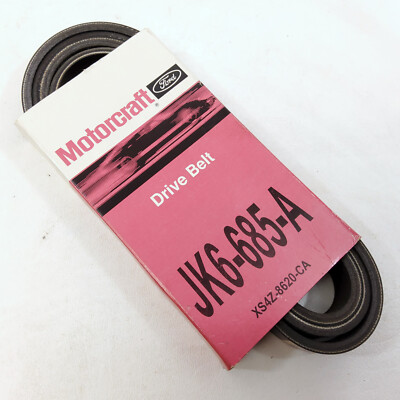 Motorcraft®
Ford
Drive Belt
JK6-685-A
XS4Z-8620-CA